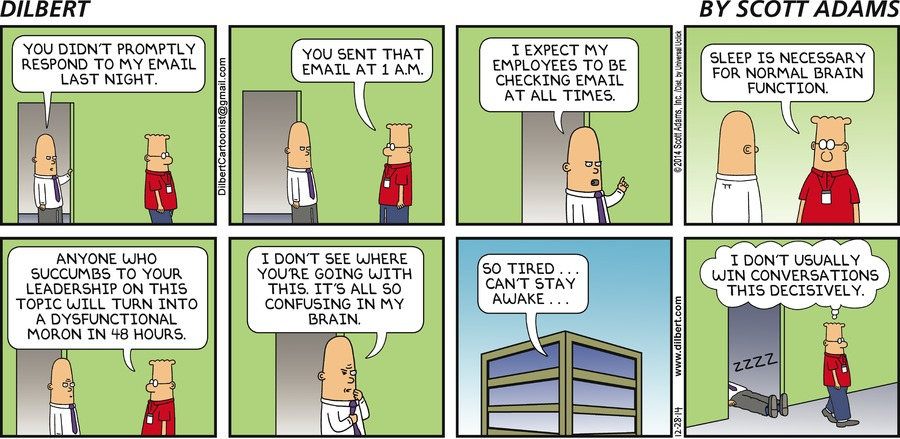 DILBERT
BY SCOTT ADAMS
YOU DIDN'T PROMPTLY
RESPOND TO MY EMAIL
LAST NIGHT.
DilbertCartoonist@gmail.com
YOU SENT THAT
EMAIL AT 1 A.M.
I EXPECT MY
EMPLOYEES TO BE
CHECKING EMAIL
AT ALL TIMES.
©2014 Scott Adams, Inc. /Dist. by Universal Uclick
SLEEP IS NECESSARY
FOR NORMAL BRAIN
FUNCTION.
ANYONE WHO
SUCCUMBS TO YOUR
LEADERSHIP ON THIS
TOPIC WILL TURN INTO
A DYSFUNCTIONAL
MORON IN 48 HOURS.
I DON'T SEE WHERE
YOU'RE GOING WITH
THIS. IT'S ALL SO
CONFUSING IN MY
BRAIN.
SO TIRED...
CAN'T STAY
AWAKE...
12-28-14
www.dilbert.com
I DON'T USUALLY
WIN CONVERSATIONS
THIS DECISIVELY.
ZZZZ